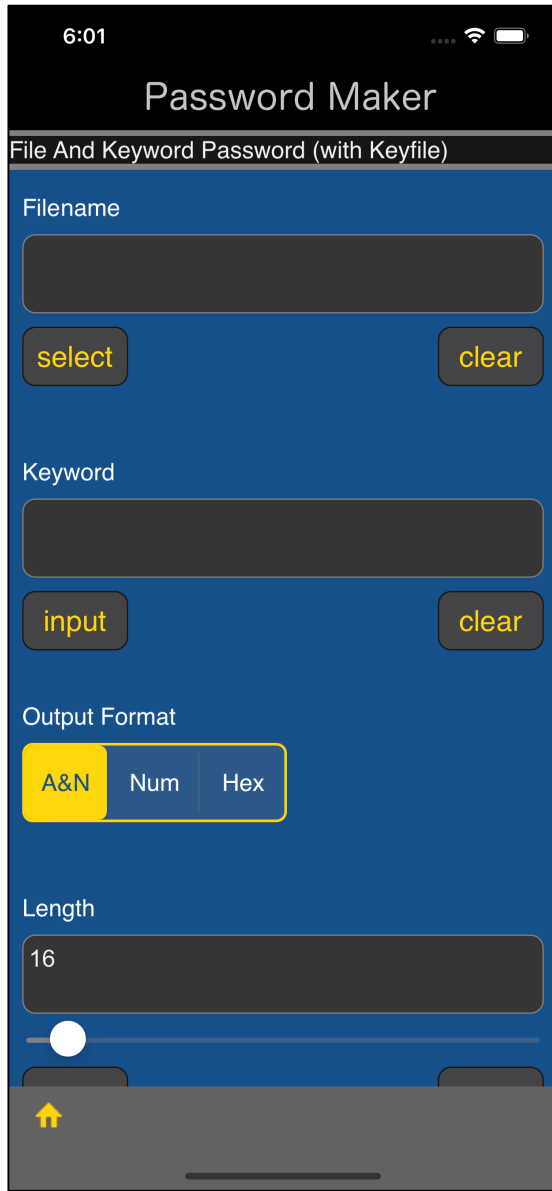 6:01
Password Maker
File And Keyword Password (with Keyfile)
Filename
select clear
Keyword
input clear
Output Format
A&N Num Hex
Length
16